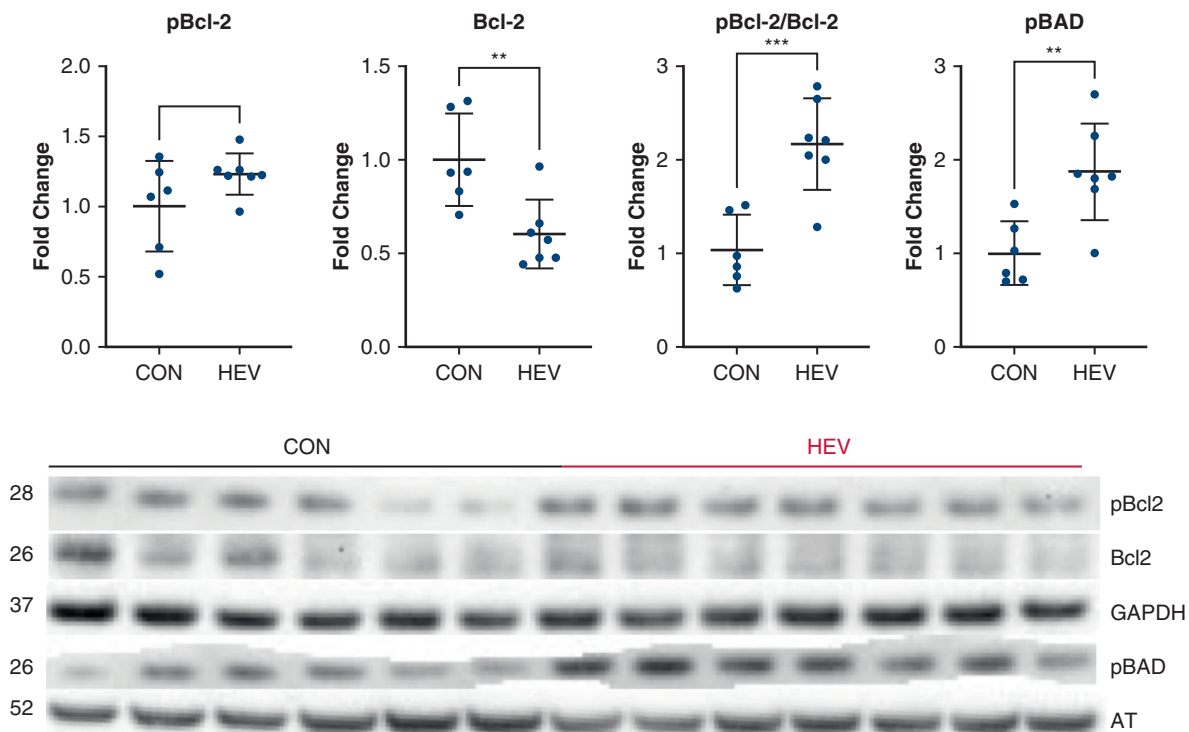 pBcl-2
Bcl-2
pBcl-2/Bcl-2
pBAD
Fold Change
2.0
1.5
1.0
0.5
0.0
CON HEV
Fold Change
1.5
1.0
0.5
0.0
**
CON HEV
Fold Change
3
2
1
0
***
CON HEV
Fold Change
3
2
1
0
**
CON HEV
CON HEV
28 pBcl2
26 Bcl2
37 GAPDH
26 pBAD
52 AT